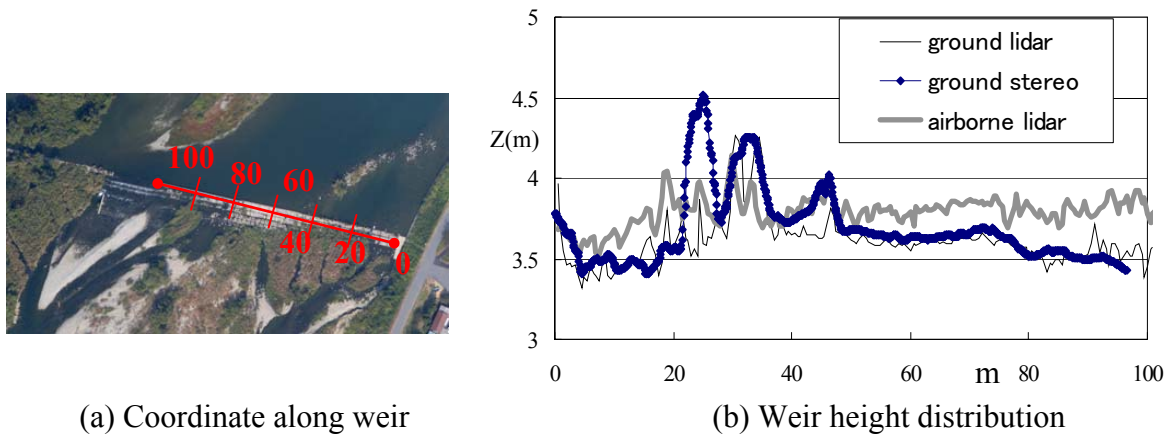 100
80
60
40
20
0
5
4.5
Z(m)
4
3.5
3
0
20
40
60
m
80
100
ground lidar
ground stereo
airborne lidar
(a) Coordinate along weir
(b) Weir height distribution